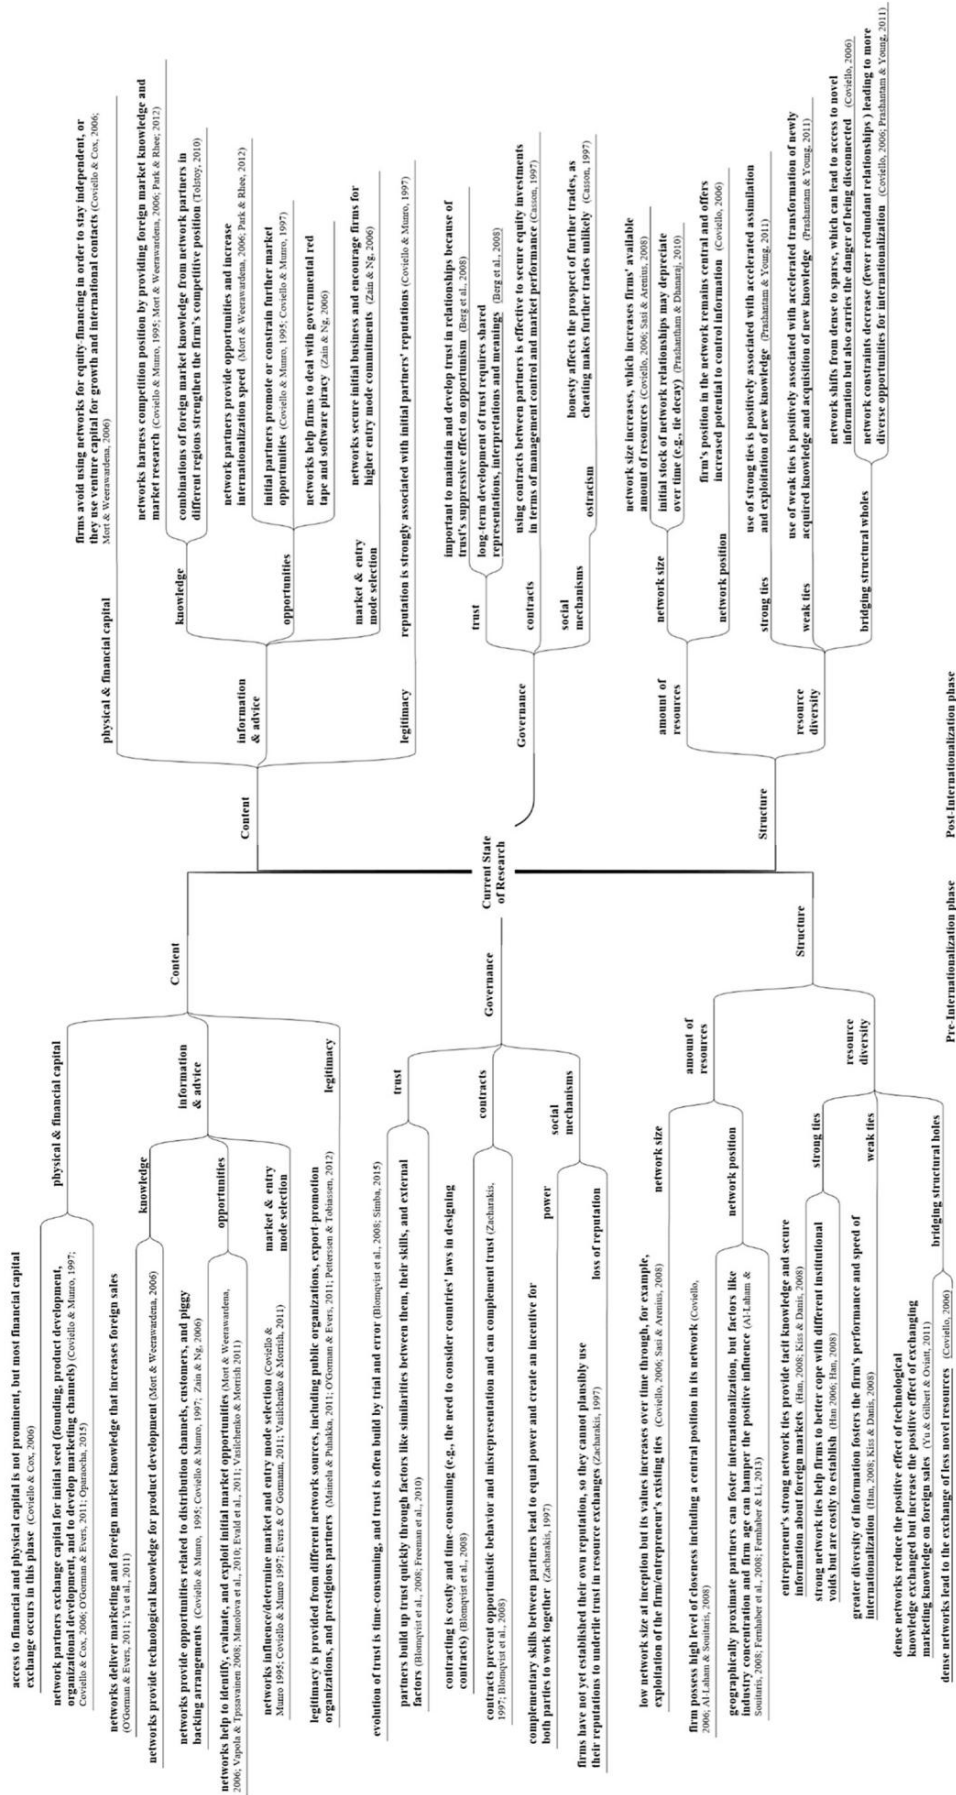 access to financial and physical capital is not prominent, but most financial capital
exchange occurs in this phase (Coviello & Cox, 2006)
physical & financial capital
network partners exchange capital for initial seed (founding, product development,
organizational development, and to develop marketing channels) (Coviello & Munro, 1997;
Coviello & Cox, 2006; O'Gorman & Evers, 2011; Oparaocha, 2015)
networks deliver marketing and foreign market knowledge that increases foreign sales
(O'Gorman & Evers, 2011; Yu et al., 2011)
knowledge
networks provide technological knowledge for product development (Mort & Weerawardena, 2006)
Content
information
& advice
networks provide opportunities related to distribution channels, customers, and piggy
backing arrangements (Coviello & Munro, 1995; Coviello & Munro, 1997; Zain & Ng, 2006)
opportunities
networks help to identify, evaluate, and exploit initial market opportunities (Mort & Weerawardena,
2006; Vapola & Tpsavainen 2008; Manolova et al., 2010; Evald et al., 2011; Vasilchenko & Morrish 2011)
market & entry
mode selection
networks influence/determine market and entry mode selection (Coviello &
Munro 1995; Coviello & Munro 1997; Evers & O' Gormann, 2011; Vasilchenko & Morrish, 2011)
legitimacy is provided from different network sources, including public organizations, export-promotion
organizations, and prestigious partners (Mainela & Puhakka, 2011; O'Gorman & Evers, 2011; Petterssen & Tobiassen, 2012)
legitimacy
evolution of trust is time-consuming, and trust is often build by trial and error (Blomqvist et al., 2008; Simba, 2015)
trust
partners build up trust quickly through factors like similarities between them, their skills, and external
factors (Blomqvist et al., 2008; Freeman et al., 2010)
contracting is costly and time-consuming (e.g., the need to consider countries' laws in designing
contracts) (Blomqvist et al., 2008)
contracts
Governance
contracts prevent opportunistic behavior and misrepresentation and can complement trust (Zacharakis,
1997; Blomqvist et al., 2008)
complementary skills between partners lead to equal power and create an incentive for
both parties to work together (Zacharakis, 1997)
power
social
mechanisms
firms have not yet established their own reputation, so they cannot plausibly use
their reputations to underlie trust in resource exchanges (Zacharakis, 1997)
loss of reputation
low network size at inception but its values increases over time through, for example,
exploitation of the firm/entrepreneur's existing ties (Coviello, 2006; Sasi & Arenius, 2008)
network size
amount of
resources
firm possess high level of closeness including a central position in its network (Coviello,
2006; Al-Laham & Souitaris, 2008)
network position
geographically proximate partners can foster internationalization, but factors like
industry concentration and firm age can hamper the positive influence (Al-Laham &
Souitaris, 2008; Fernhaber et al., 2008; Fernhaber & Li, 2013)
Structure
entrepreneur's strong network ties provide tacit knowledge and secure
information about foreign markets (Han, 2008; Kiss & Danis, 2008)
strong ties
strong network ties help firms to better cope with different institutional
voids but are costly to establish (Han 2006; Han, 2008)
resource
diversity
greater diversity of information fosters the firm's performance and speed of
internationalization (Han, 2008; Kiss & Danis, 2008)
weak ties
dense networks reduce the positive effect of technological
knowledge exchanged but increase the positive effect of exchanging
marketing knowledge on foreign sales (Yu & Gilbert & Oviatt, 2011)
bridging structural holes
dense networks lead to the exchange of less novel resources (Coviello, 2006)
Pre-Internationalization phase
Current State
of Research
physical & financial capital
firms avoid using networks for equity-financing in order to stay independent, or
they use venture capital for growth and international contacts (Coviello & Cox, 2006;
Mort & Weerawardena, 2006)
Content
information
& advice
knowledge
networks harness competition position by providing foreign market knowledge and
market research (Coviello & Munro, 1995; Mort & Weerawardena, 2006; Park & Rhee, 2012)
combinations of foreign market knowledge from network partners in
different regions strengthen the firm's competitive position (Tolstoy, 2010)
opportunities
network partners provide opportunities and increase
internationalization speed (Mort & Weerawardena, 2006; Park & Rhee, 2012)
initial partners promote or constrain further market
opportunities (Coviello & Munro, 1995; Coviello & Munro, 1997)
networks help firms to deal with governmental red
tape and software piracy (Zain & Ng, 2006)
market & entry
mode selection
networks secure initial business and encourage firms for
higher entry mode commitments (Zain & Ng, 2006)
legitimacy
reputation is strongly associated with initial partners' reputations (Coviello & Munro, 1997)
Governance
trust
important to maintain and develop trust in relationships because of
trust's suppressive effect on opportunism (Berg et al., 2008)
long-term development of trust requires shared
representations, interpretations and meanings (Berg et al., 2008)
contracts
using contracts between partners is effective to secure equity investments
in terms of management control and market performance (Casson, 1997)
social
mechanisms
ostracism
honesty affects the prospect of further trades, as
cheating makes further trades unlikely (Casson, 1997)
Structure
amount of
resources
network size
network size increases, which increases firms' available
amount of resources (Coviello, 2006; Sasi & Arenius, 2008)
initial stock of network relationships may depreciate
over time (e.g., tie decay) (Prashantham & Dhanaraj, 2010)
network position
firm's position in the network remains central and offers
increased potential to control information (Coviello, 2006)
resource
diversity
strong ties
use of strong ties is positively associated with accelerated assimilation
and exploitation of new knowledge (Prashantam & Young, 2011)
weak ties
use of weak ties is positively associated with accelerated transformation of newly
acquired knowledge and acquisition of new knowledge (Prashantam & Young, 2011)
bridging structural wholes
network shifts from dense to sparse, which can lead to access to novel
information but also carries the danger of being disconnected (Coviello, 2006)
network constraints decrease (fewer redundant relationships ) leading to more
diverse opportunities for internationalization (Coviello, 2006; Prashantam & Young, 2011)
Post-Internationalization phase